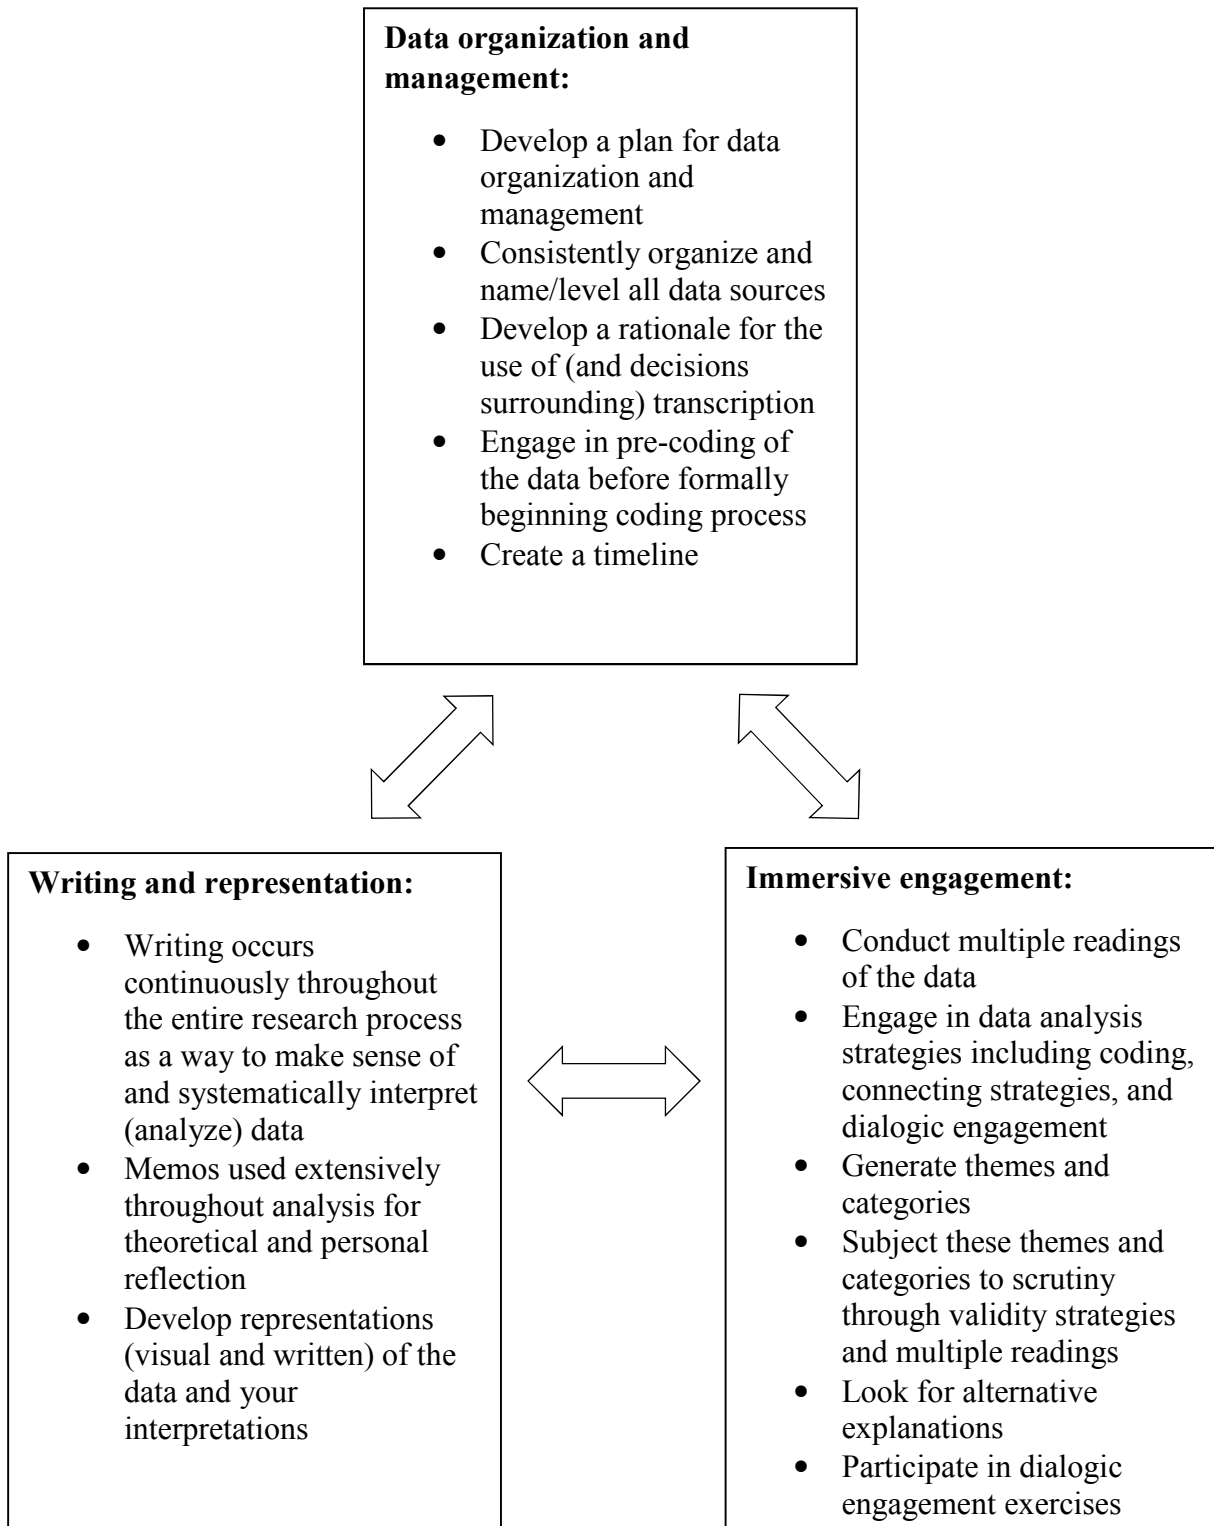 Data organization and
management:
• Develop a plan for data
organization and
management
• Consistently organize and
name/level all data sources
• Develop a rationale for the
use of (and decisions
surrounding) transcription
• Engage in pre-coding of
the data before formally
beginning coding process
• Create a timeline
Writing and representation:
• Writing occurs
continuously throughout
the entire research process
as a way to make sense of
and systematically interpret
(analyze) data
• Memos used extensively
throughout analysis for
theoretical and personal
reflection
• Develop representations
(visual and written) of the
data and your
interpretations
Immersive engagement:
• Conduct multiple readings
of the data
• Engage in data analysis
strategies including coding,
connecting strategies, and
dialogic engagement
• Generate themes and
categories
• Subject these themes and
categories to scrutiny
through validity strategies
and multiple readings
• Look for alternative
explanations
• Participate in dialogic
engagement exercises